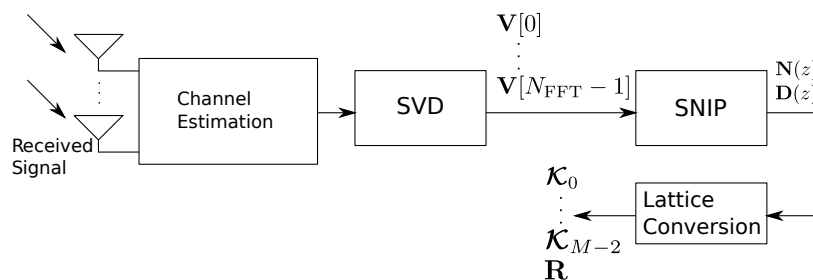 V[0]
V[N_FFT − 1]
N(z)
D(z)
Channel
Estimation
SVD
SNIP
Received
Signal
𝓚_0
𝓚_{M−2}
R
Lattice
Conversion